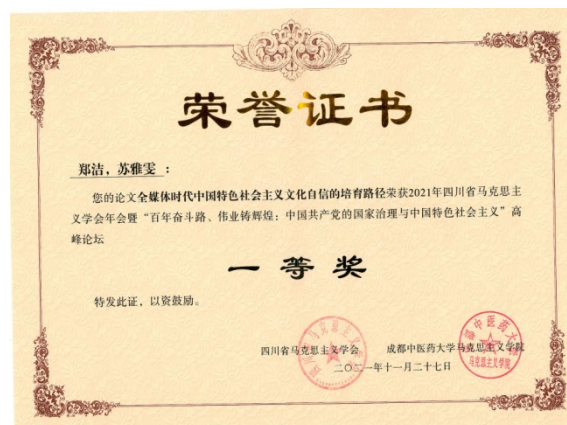 荣誉证书
郑洁，苏雅雯 ：
您的论文全媒体时代中国特色社会主义文化自信的培育路径荣获2021年四川省马克思主
义学会年会暨“百年奋斗路、伟业铸辉煌：中国共产党的国家治理与中国特色社会主义”高
峰论坛
一等奖
特发此证，以资鼓励。
四川省马克思主义学会 成都中医药大学马克思主义学院
二〇二一年十一月二十七日
马克思主义学院